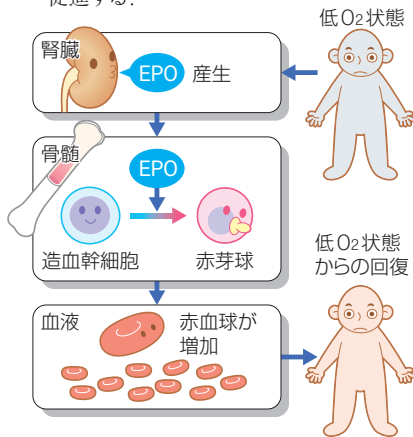 促進する.
低O2状態
腎臓
EPO 産生
骨髄
EPO
造血幹細胞
赤芽球
低O2状態
からの回復
血液
赤血球が
増加